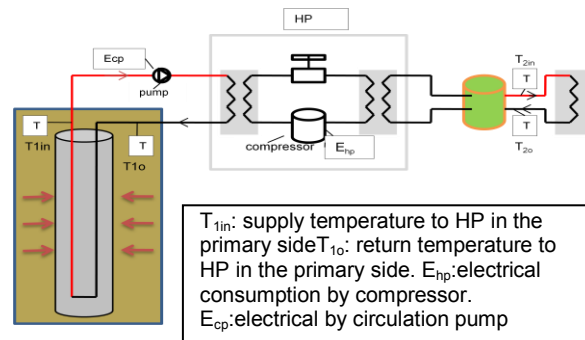 HP
Ecp
pump
T2in
T
T
T1in
T
T1o
compressor
Ehp
T
T2o
T1in: supply temperature to HP in the
primary sideT1o: return temperature to
HP in the primary side. Ehp:electrical
consumption by compressor.
Ecp:electrical by circulation pump